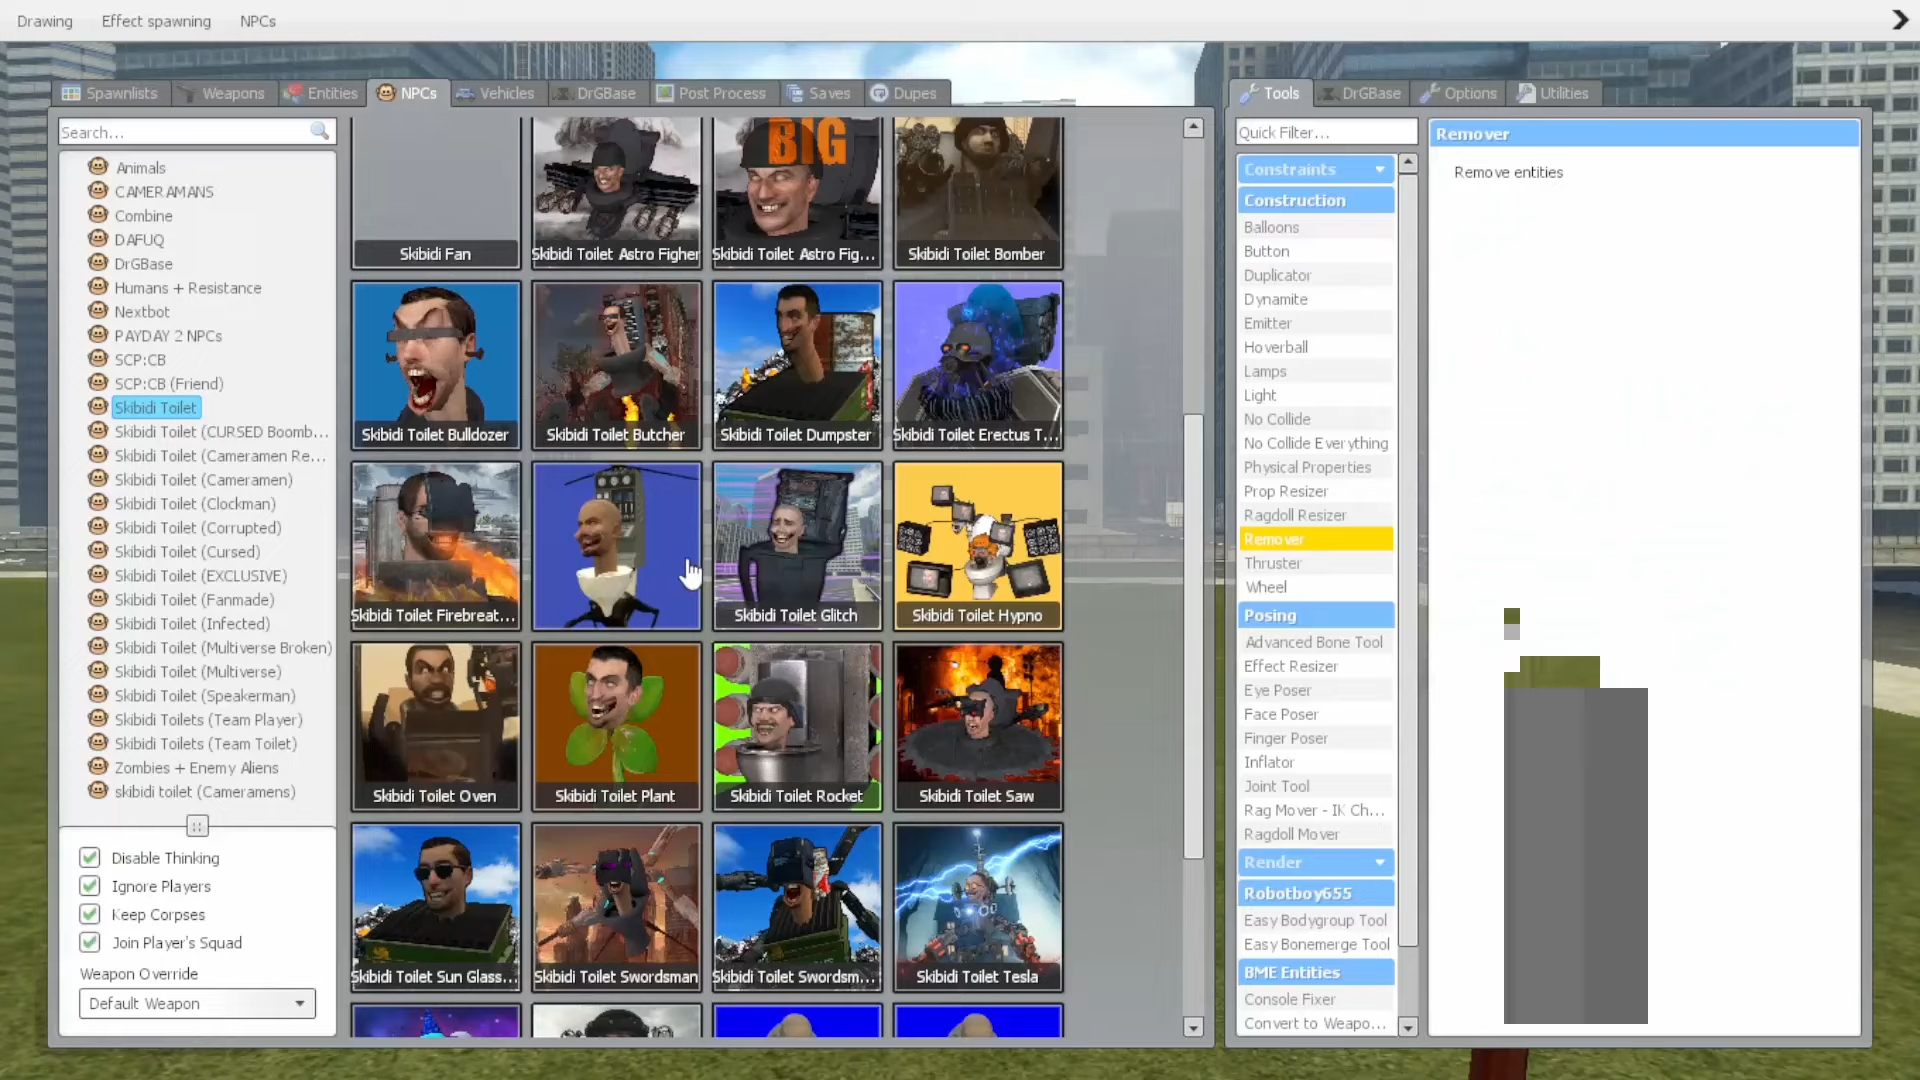 Drawing
Effect spawning
NPCs
Spawnlists
Weapons
Entities
NPCs
Vehicles
DrGBase
Post Process
Saves
Dupes
Tools
DrGBase
Options
Utilities
Search...
Animals
CAMERAMANS
Combine
DAFUQ
DrGBase
Humans + Resistance
Nextbot
PAYDAY 2 NPCs
SCP:CB
SCP:CB (Friend)
Skibidi Toilet
Skibidi Toilet (CURSED Boomb...
Skibidi Toilet (Cameramen Re...
Skibidi Toilet (Cameramen)
Skibidi Toilet (Clockman)
Skibidi Toilet (Corrupted)
Skibidi Toilet (Cursed)
Skibidi Toilet (EXCLUSIVE)
Skibidi Toilet (Fanmade)
Skibidi Toilet (Infected)
Skibidi Toilet (Multiverse Broken)
Skibidi Toilet (Multiverse)
Skibidi Toilet (Speakerman)
Skibidi Toilets (Team Player)
Skibidi Toilets (Team Toilet)
Zombies + Enemy Aliens
skibidi toilet (Cameramens)
Disable Thinking
Ignore Players
Keep Corpses
Join Player's Squad
Weapon Override
Default Weapon
BIG
Skibidi Fan
Skibidi Toilet Astro Figher
Skibidi Toilet Astro Fig...
Skibidi Toilet Bomber
Skibidi Toilet Bulldozer
Skibidi Toilet Butcher
Skibidi Toilet Dumpster
Skibidi Toilet Erectus T...
Skibidi Toilet Firebreat...
Skibidi Toilet Glitch
Skibidi Toilet Hypno
Skibidi Toilet Oven
Skibidi Toilet Plant
Skibidi Toilet Rocket
Skibidi Toilet Saw
Skibidi Toilet Sun Glass...
Skibidi Toilet Swordsman
Skibidi Toilet Swordsm...
Skibidi Toilet Tesla
Quick Filter...
Constraints
Construction
Balloons
Button
Duplicator
Dynamite
Emitter
Hoverball
Lamps
Light
No Collide
No Collide Everything
Physical Properties
Prop Resizer
Ragdoll Resizer
Remover
Thruster
Wheel
Posing
Advanced Bone Tool
Effect Resizer
Eye Poser
Face Poser
Finger Poser
Inflator
Joint Tool
Rag Mover - IK Ch...
Ragdoll Mover
Render
Robotboy655
Easy Bodygroup Tool
Easy Bonemerge Tool
BME Entities
Console Fixer
Convert to Weapo...
Remover
Remove entities